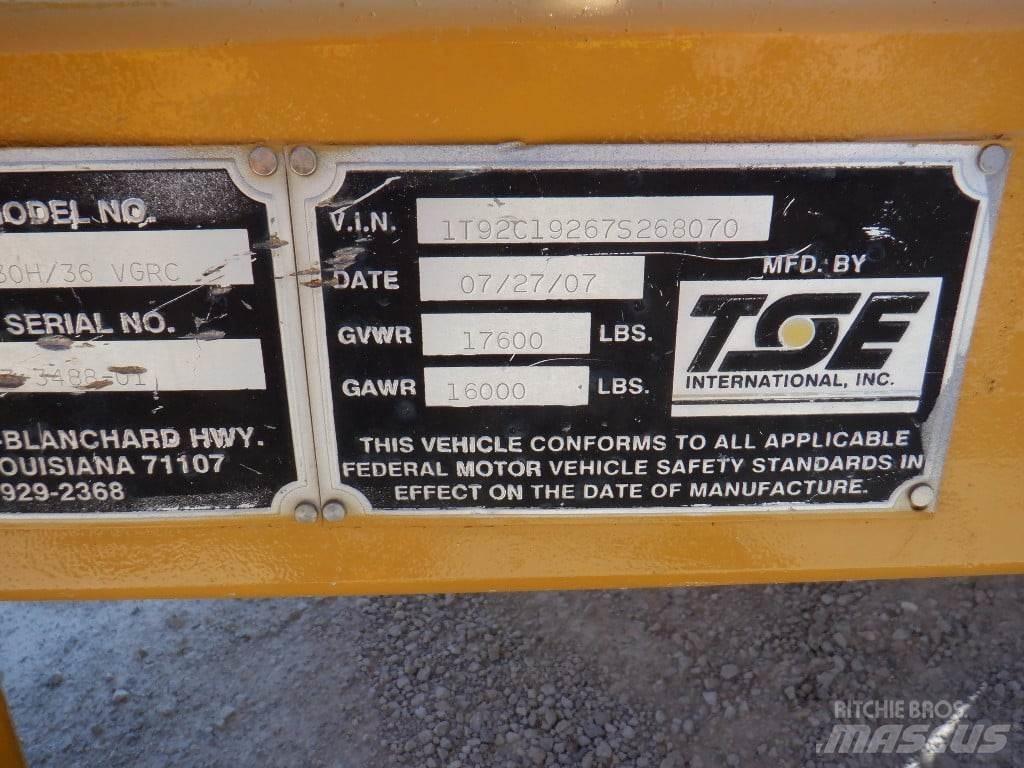 MODEL NO.
30H/36 VGRC
SERIAL NO.
3488-01
-BLANCHARD HWY.
LOUISIANA 71107
929-2368
V.I.N. 1T92C19267S268070
DATE 07/27/07
GVWR 17600 LBS.
GAWR 16000 LBS.
MFD. BY
TSE
INTERNATIONAL, INC.
THIS VEHICLE CONFORMS TO ALL APPLICABLE
FEDERAL MOTOR VEHICLE SAFETY STANDARDS IN
EFFECT ON THE DATE OF MANUFACTURE.
RITCHIE BROS.
MASCUS